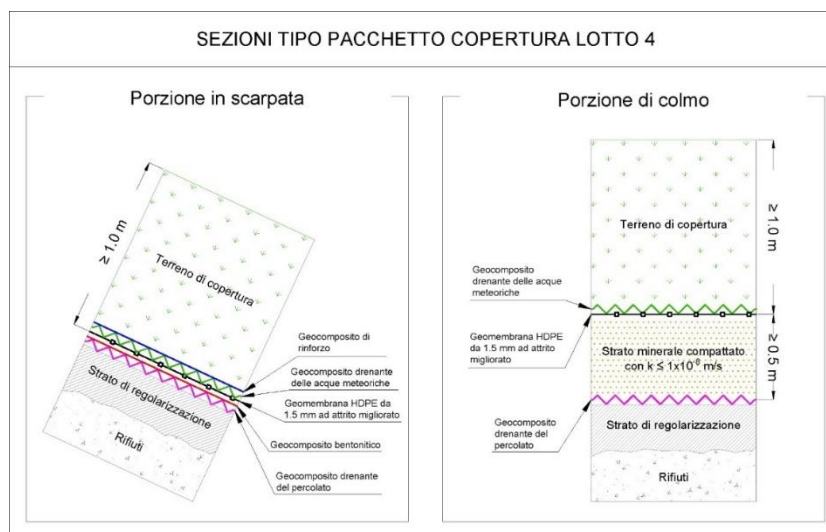 SEZIONI TIPO PACCHETTO COPERTURA LOTTO 4
Porzione in scarpata
≥ 1.0 m
Terreno di copertura
Strato di regolarizzazione
Rifiuti
Geocomposito di
rinforzo
Geocomposito drenante
delle acque meteoriche
Geomembrana HDPE da
1.5 mm ad attrito migliorato
Geocomposito bentonitico
Geocomposito drenante
del percolato
Porzione di colmo
Terreno di copertura
≥ 1.0 m
Geocomposito
drenante delle acque
meteoriche
Geomembrana HDPE
da 1.5 mm ad attrito
migliorato
Strato minerale compattato
con k ≤ 1x10⁻⁸ m/s
≥ 0.5 m
Geocomposito
drenante del
percolato
Strato di regolarizzazione
Rifiuti